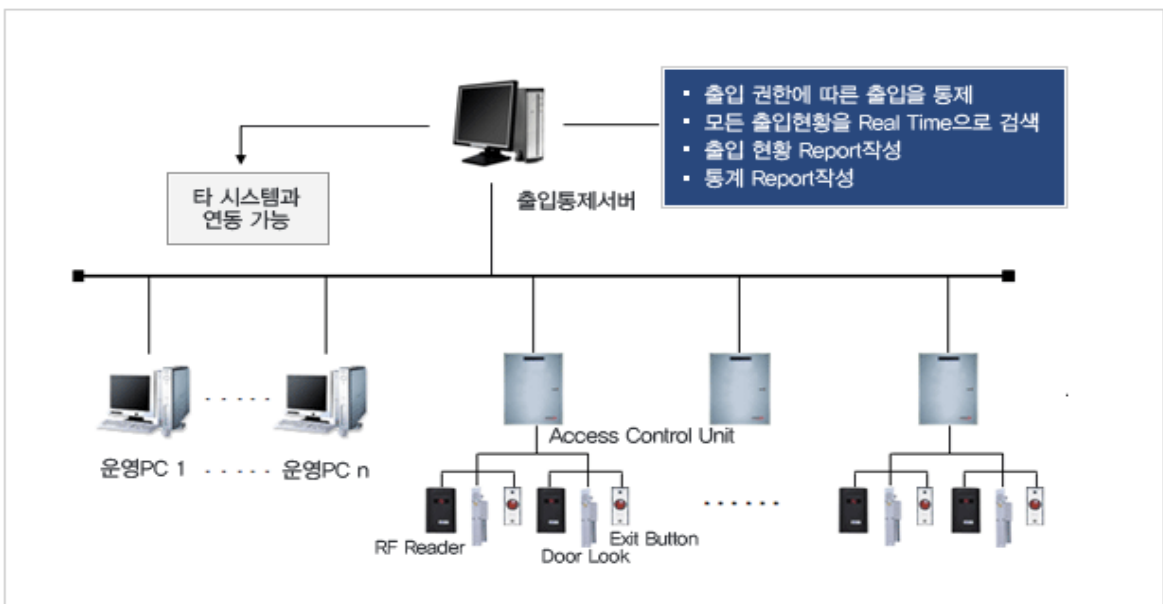 ▪ 출입 권한에 따른 출입을 통제
▪ 모든 출입현황을 Real Time으로 검색
▪ 출입 현황 Report작성
▪ 통계 Report작성
타 시스템과
연동 가능
출입통제서버
Access Control Unit
운영PC 1 · · · · · 운영PC n
RF Reader
Door Look
Exit Button